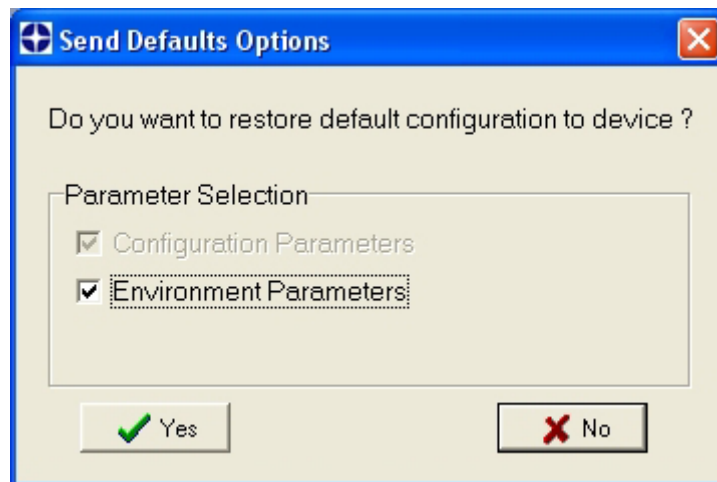 Send Defaults Options
Do you want to restore default configuration to device ?
Parameter Selection
Configuration Parameters
Environment Parameters
Yes
No